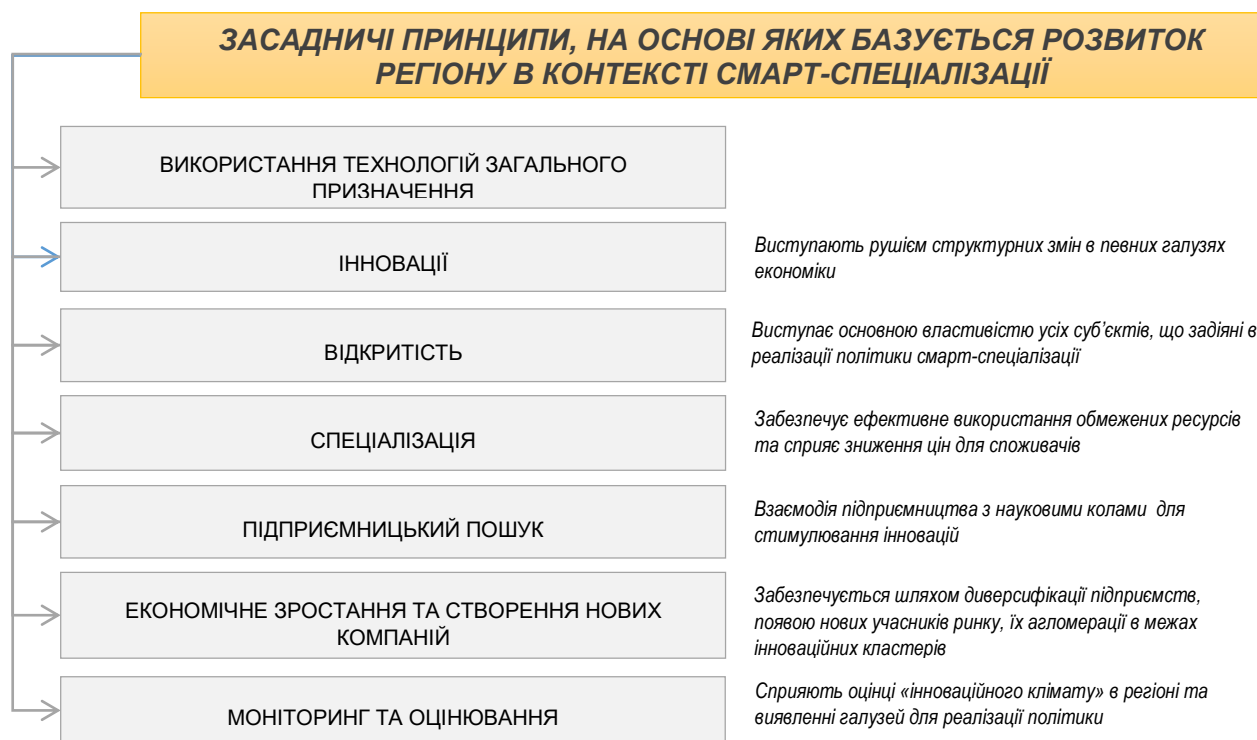 ЗАСАДНИЧІ ПРИНЦИПИ, НА ОСНОВІ ЯКИХ БАЗУЄТЬСЯ РОЗВИТОК
РЕГІОНУ В КОНТЕКСТІ СМАРТ-СПЕЦІАЛІЗАЦІЇ
ВИКОРИСТАННЯ ТЕХНОЛОГІЙ ЗАГАЛЬНОГО
ПРИЗНАЧЕННЯ
ІННОВАЦІЇ
Виступають рушієм структурних змін в певних галузях
економіки
ВІДКРИТІСТЬ
Виступає основною властивістю усіх суб’єктів, що задіяні в
реалізації політики смарт-спеціалізації
СПЕЦІАЛІЗАЦІЯ
Забезпечує ефективне використання обмежених ресурсів
та сприяє зниження цін для споживачів
ПІДПРИЄМНИЦЬКИЙ ПОШУК
Взаємодія підприємництва з науковими колами для
стимулювання інновацій
ЕКОНОМІЧНЕ ЗРОСТАННЯ ТА СТВОРЕННЯ НОВИХ
КОМПАНІЙ
Забезпечується шляхом диверсифікації підприємств,
появою нових учасників ринку, їх агломерації в межах
інноваційних кластерів
МОНІТОРИНГ ТА ОЦІНЮВАННЯ
Сприяють оцінці «інноваційного клімату» в регіоні та
виявленні галузей для реалізації політики